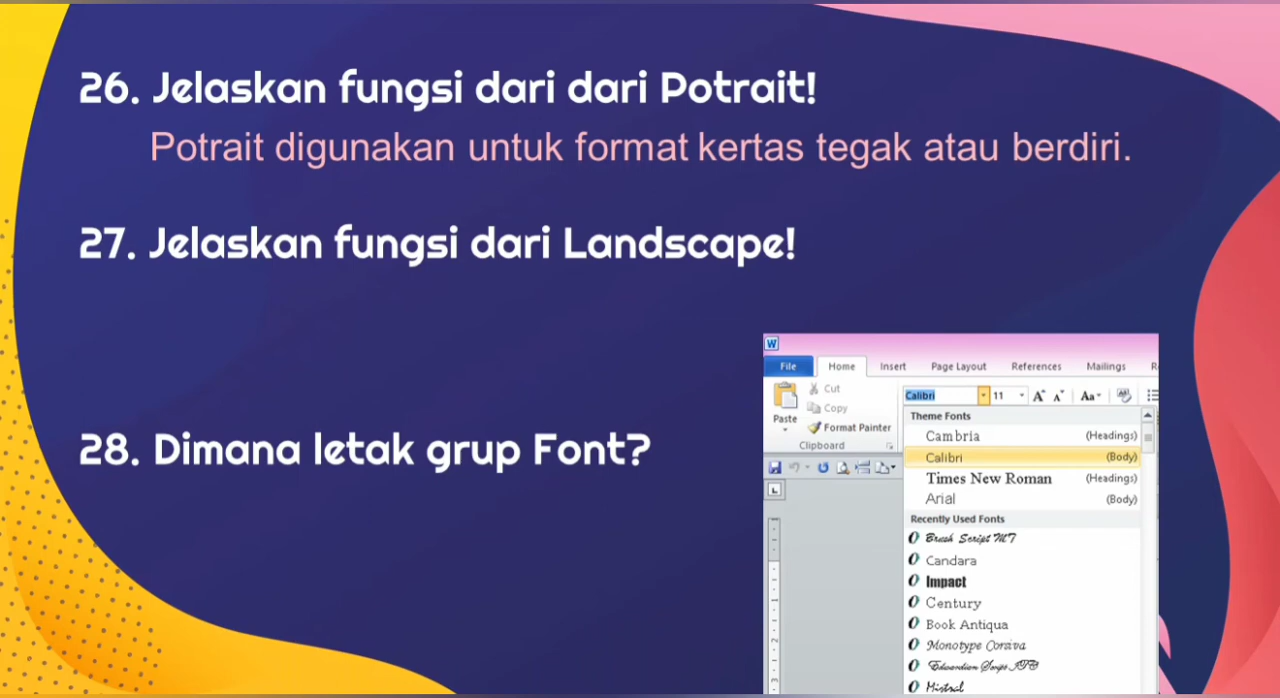 26. Jelaskan fungsi dari dari Potrait!
Potrait digunakan untuk format kertas tegak atau berdiri.
27. Jelaskan fungsi dari Landscape!
28. Dimana letak grup Font?
W
File Home Insert Page Layout References Mailings R
Cut
Copy
Paste
Format Painter
Clipboard
Calibri 11 A A Aa
Theme Fonts
Cambria (Headings)
Calibri (Body)
Times New Roman (Headings)
Arial (Body)
Recently Used Fonts
Brush Script MT
Candara
Impact
Century
Book Antiqua
Monotype Corsiva
Edwardian Script ITC
Mistral